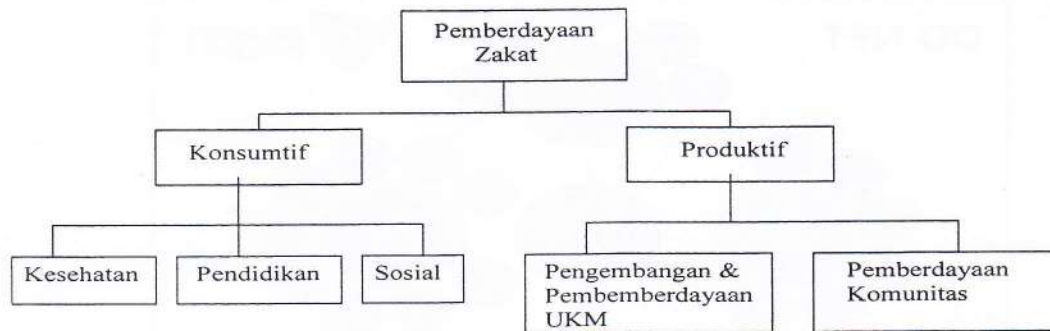 Pemberdayaan
Zakat
Konsumtif
Produktif
Kesehatan
Pendidikan
Sosial
Pengembangan &
Pembemberdayaan
UKM
Pemberdayaan
Komunitas